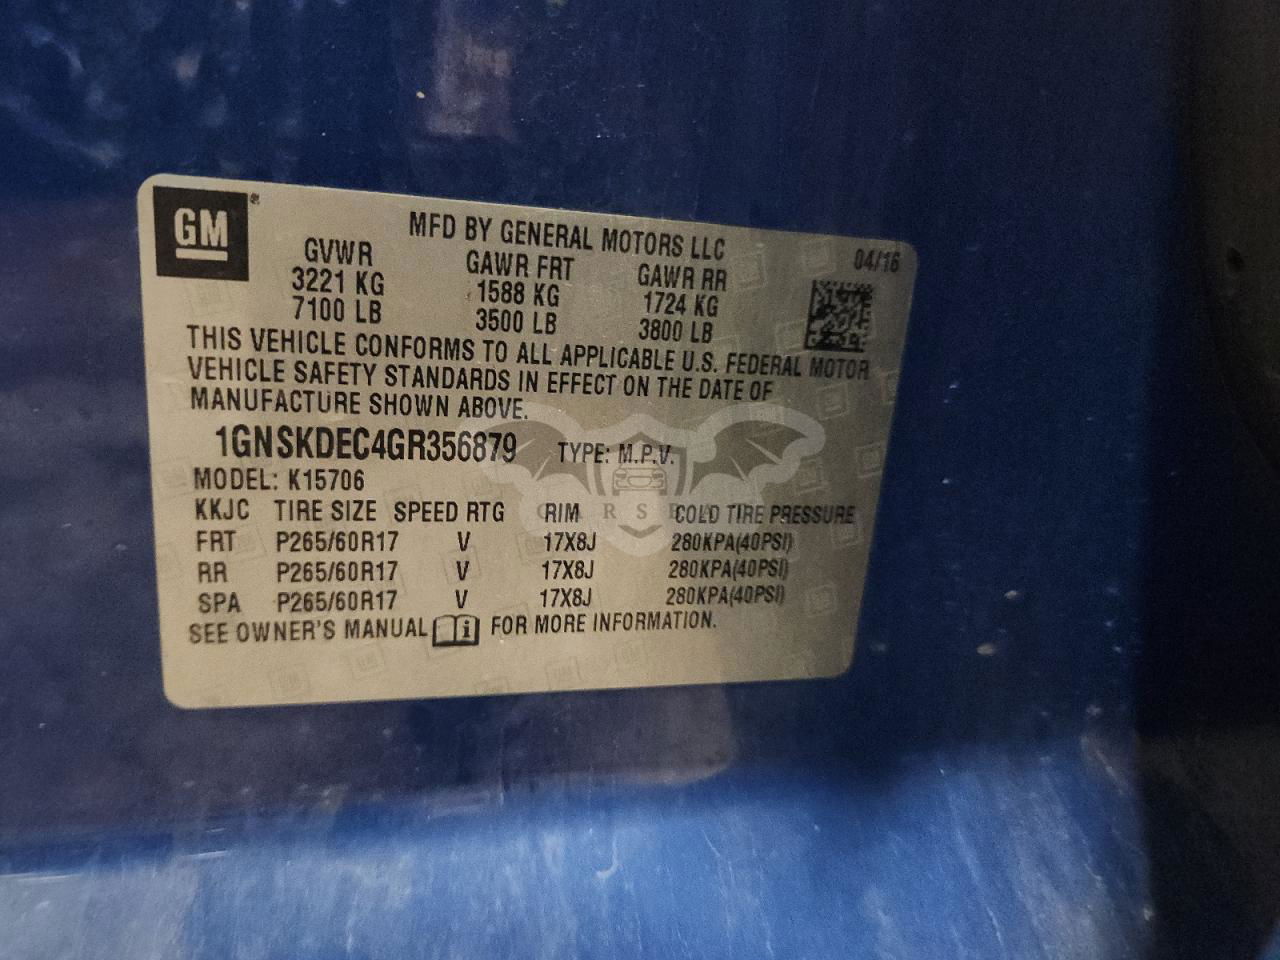 GM
MFD BY GENERAL MOTORS LLC
04/16
GVWR GAWR FRT GAWR RR
3221 KG 1588 KG 1724 KG
7100 LB 3500 LB 3800 LB
THIS VEHICLE CONFORMS TO ALL APPLICABLE U.S. FEDERAL MOTOR
VEHICLE SAFETY STANDARDS IN EFFECT ON THE DATE OF
MANUFACTURE SHOWN ABOVE.
1GNSKDEC4GR356879 TYPE: M.P.V.
MODEL: K15706
KKJC TIRE SIZE SPEED RTG RIM COLD TIRE PRESSURE
FRT P265/60R17 V 17X8J 280KPA(40PSI)
RR P265/60R17 V 17X8J 280KPA(40PSI)
SPA P265/60R17 V 17X8J 280KPA(40PSI)
SEE OWNER'S MANUAL i FOR MORE INFORMATION.